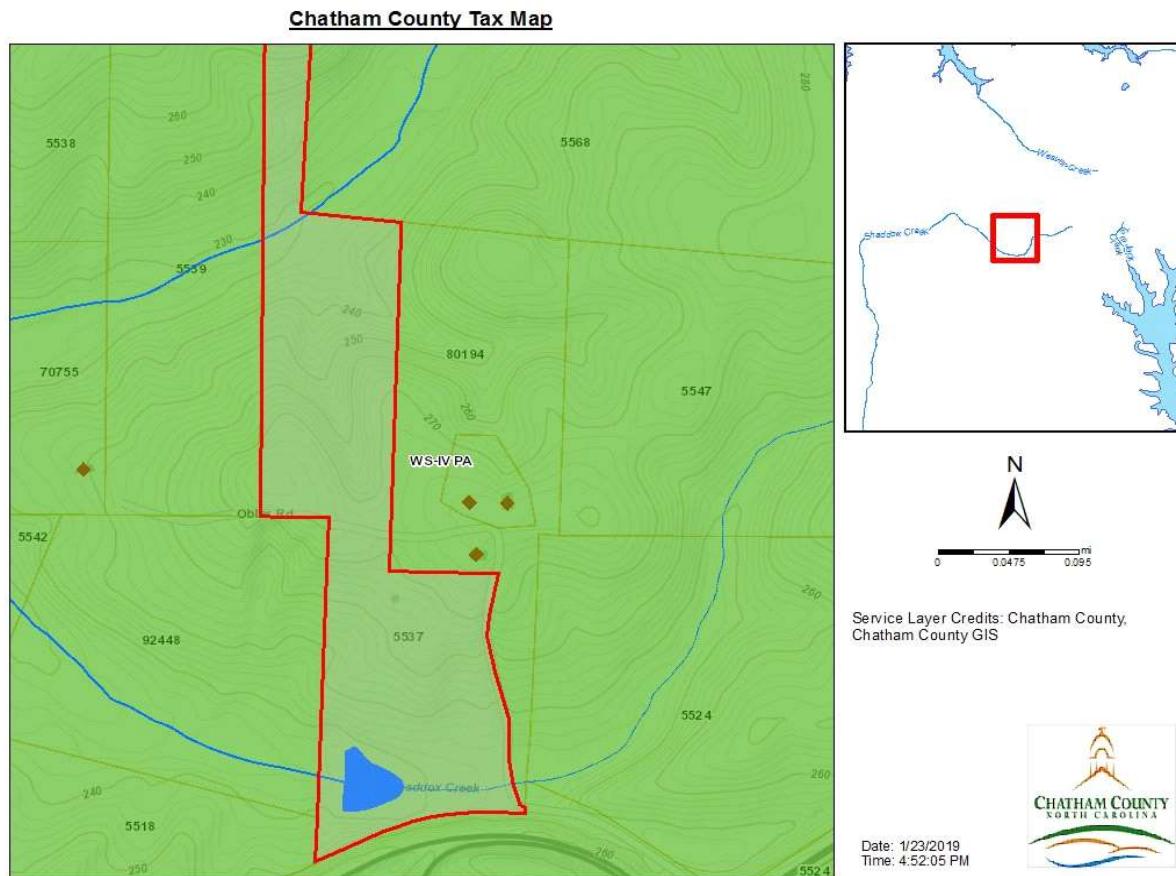 Chatham County Tax Map
260
5538
250
240
5568
280
230
5539
240
250
70755
80194
5547
260
270
WS-IV PA
5542
260
92448
5537
5524
260
240
5518
250
260
5524
Shaddox Creek
N
0
0.0475
0.095
mi
Service Layer Credits: Chatham County,
Chatham County GIS
Date: 1/23/2019
Time: 4:52:05 PM
CHATHAM COUNTY
NORTH CAROLINA